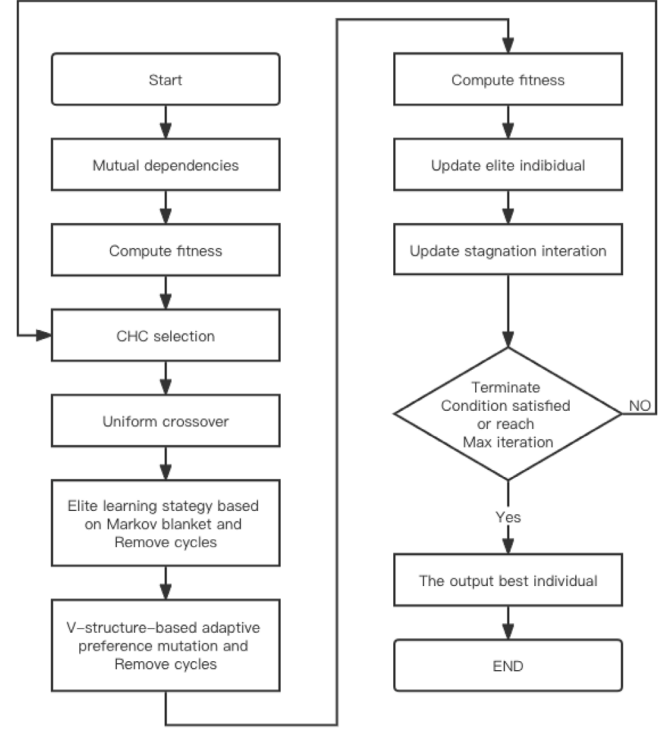 Start
Mutual dependencies
Compute fitness
CHC selection
Uniform crossover
Elite learning stategy based
on Markov blanket and
Remove cycles
V-structure-based adaptive
preference mutation and
Remove cycles
Compute fitness
Update elite indibidual
Update stagnation interation
Terminate
Condition satisfied
or reach
Max iteration
NO
Yes
The output best individual
END